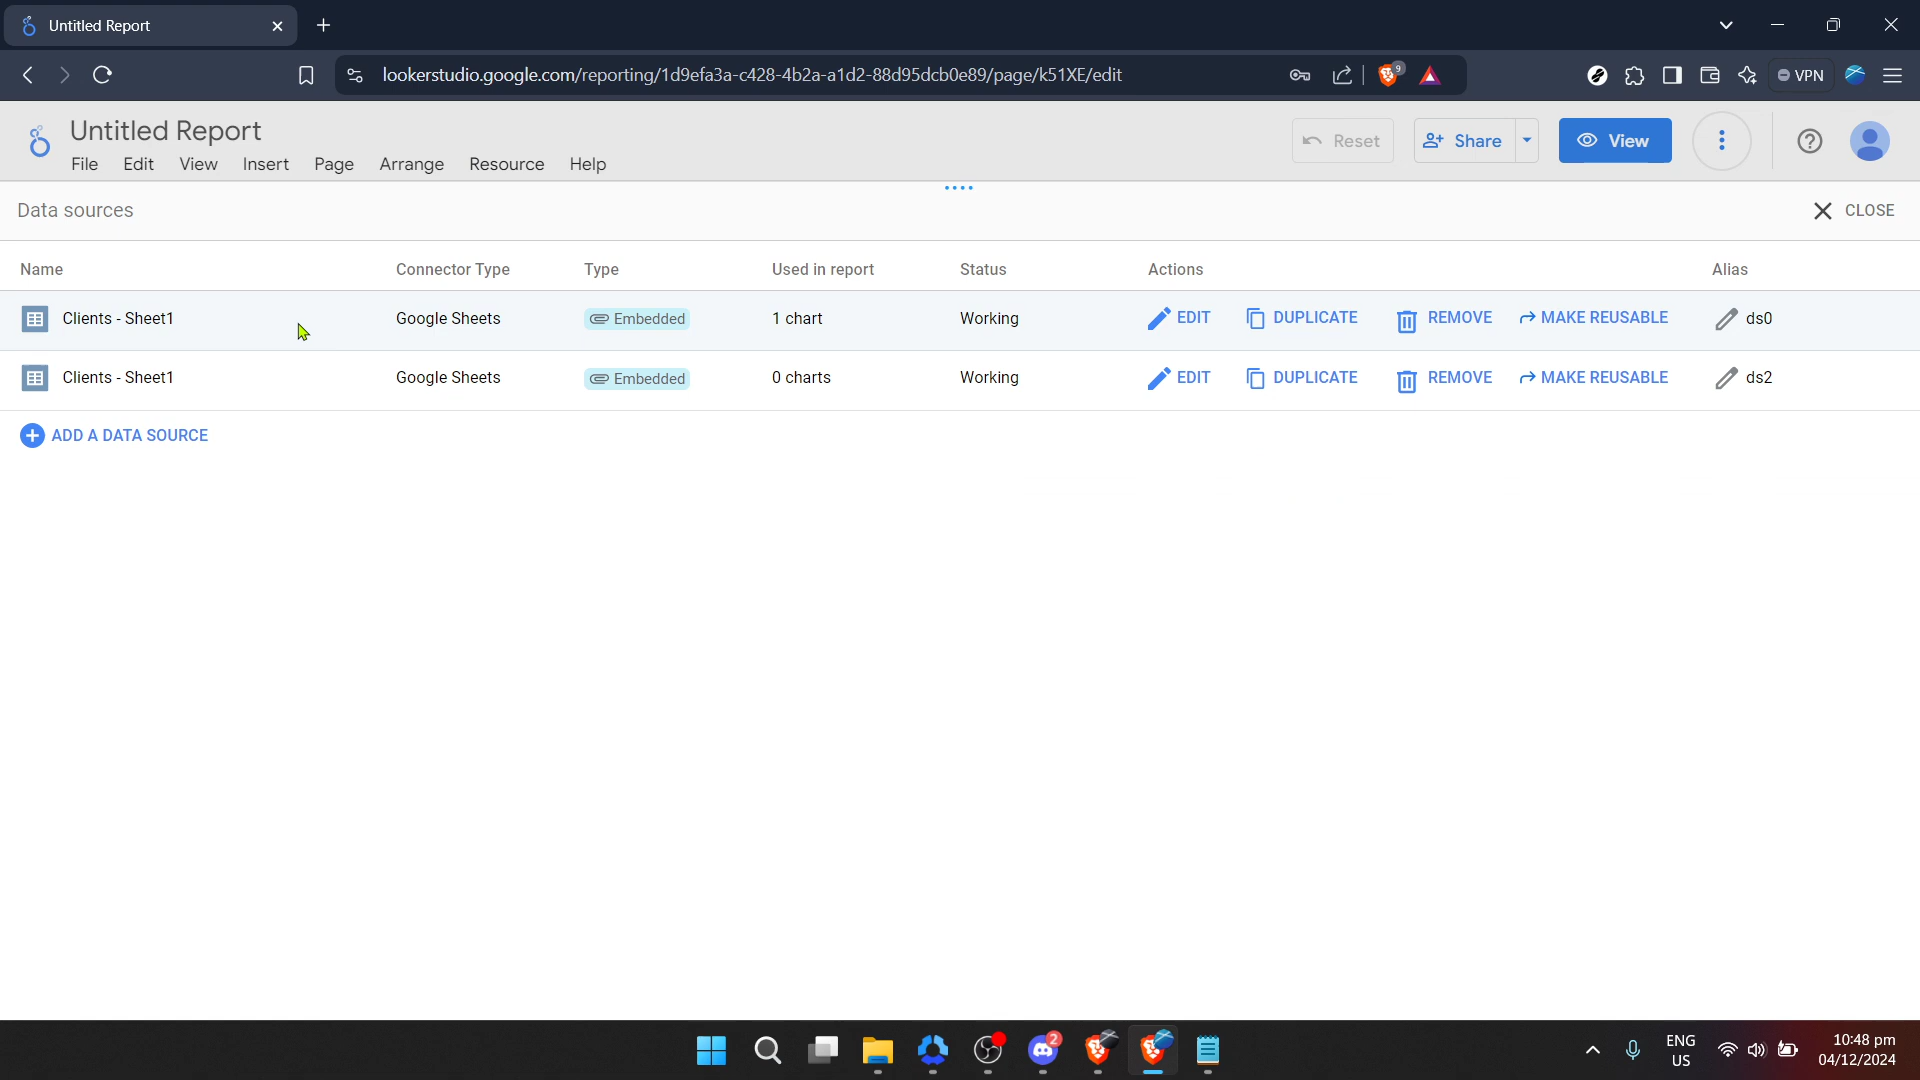 Untitled Report
lookerstudio.google.com/reporting/1d9efa3a-c428-4b2a-a1d2-88d95dcb0e89/page/k51XE/edit
9
VPN
Untitled Report
File Edit View Insert Page Arrange Resource Help
Reset
Share
View
Data sources
CLOSE
Name Connector Type Type Used in report Status Actions Alias
Clients - Sheet1 Google Sheets Embedded 1 chart Working EDIT DUPLICATE REMOVE MAKE REUSABLE ds0
Clients - Sheet1 Google Sheets Embedded 0 charts Working EDIT DUPLICATE REMOVE MAKE REUSABLE ds2
ADD A DATA SOURCE
2
ENG
US
10:48 pm
04/12/2024